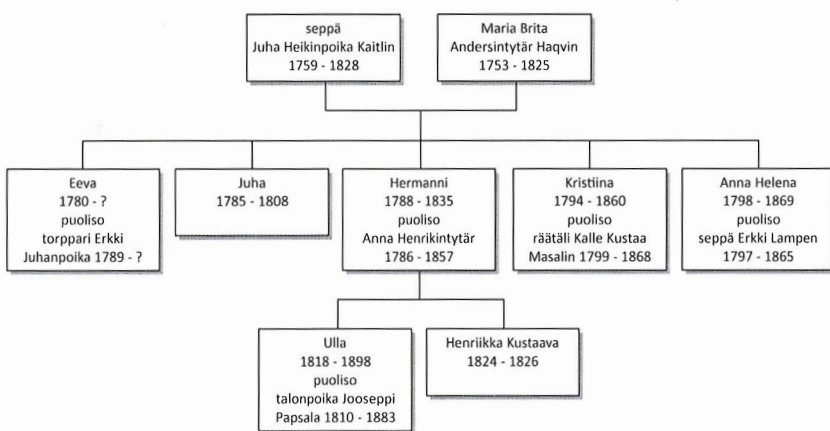 seppä
Juha Heikinpoika Kaitlin
1759 - 1828
Maria Brita
Andersintytär Haqvin
1753 - 1825
Eeva
1780 - ?
puoliso
torppari Erkki
Juhanpoika 1789 - ?
Juha
1785 - 1808
Hermanni
1788 - 1835
puoliso
Anna Henrikintytär
1786 - 1857
Kristiina
1794 - 1860
puoliso
räätäli Kalle Kustaa
Masalin 1799 - 1868
Anna Helena
1798 - 1869
puoliso
seppä Erkki Lampen
1797 - 1865
Ulla
1818 - 1898
puoliso
talonpoika Jooseppi
Papsala 1810 - 1883
Henriikka Kustaava
1824 - 1826